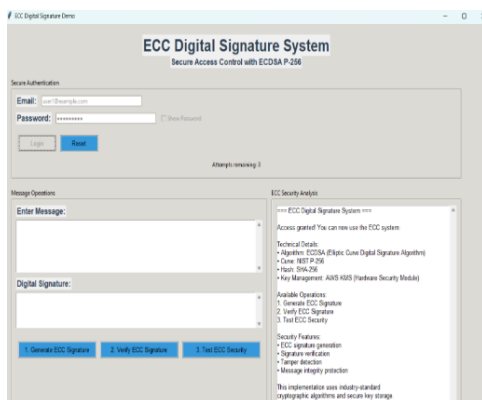 ECC Digital Signature Demo
ECC Digital Signature System
Secure Access Control with ECDSA P-256
Secure Authentication
Email: user1@example.com
Password: •••••••••
Show Password
Login
Reset
Attempts remaining: 3
Message Operations
Enter Message:
Digital Signature:
1. Generate ECC Signature
2. Verify ECC Signature
3. Test ECC Security
ECC Security Analysis
=== ECC Digital Signature System ===
Access granted! You can now use the ECC system
Technical Details:
• Algorithm: ECDSA (Elliptic Curve Digital Signature Algorithm)
• Curve: NIST P-256
• Hash: SHA-256
• Key Management: AWS KMS (Hardware Security Module)
Available Operations:
1. Generate ECC Signature
2. Verify ECC Signature
3. Test ECC Security
Security Features:
• ECC signature generation
• Signature verification
• Tamper detection
• Message integrity protection
This implementation uses industry-standard
cryptographic algorithms and secure key storage.